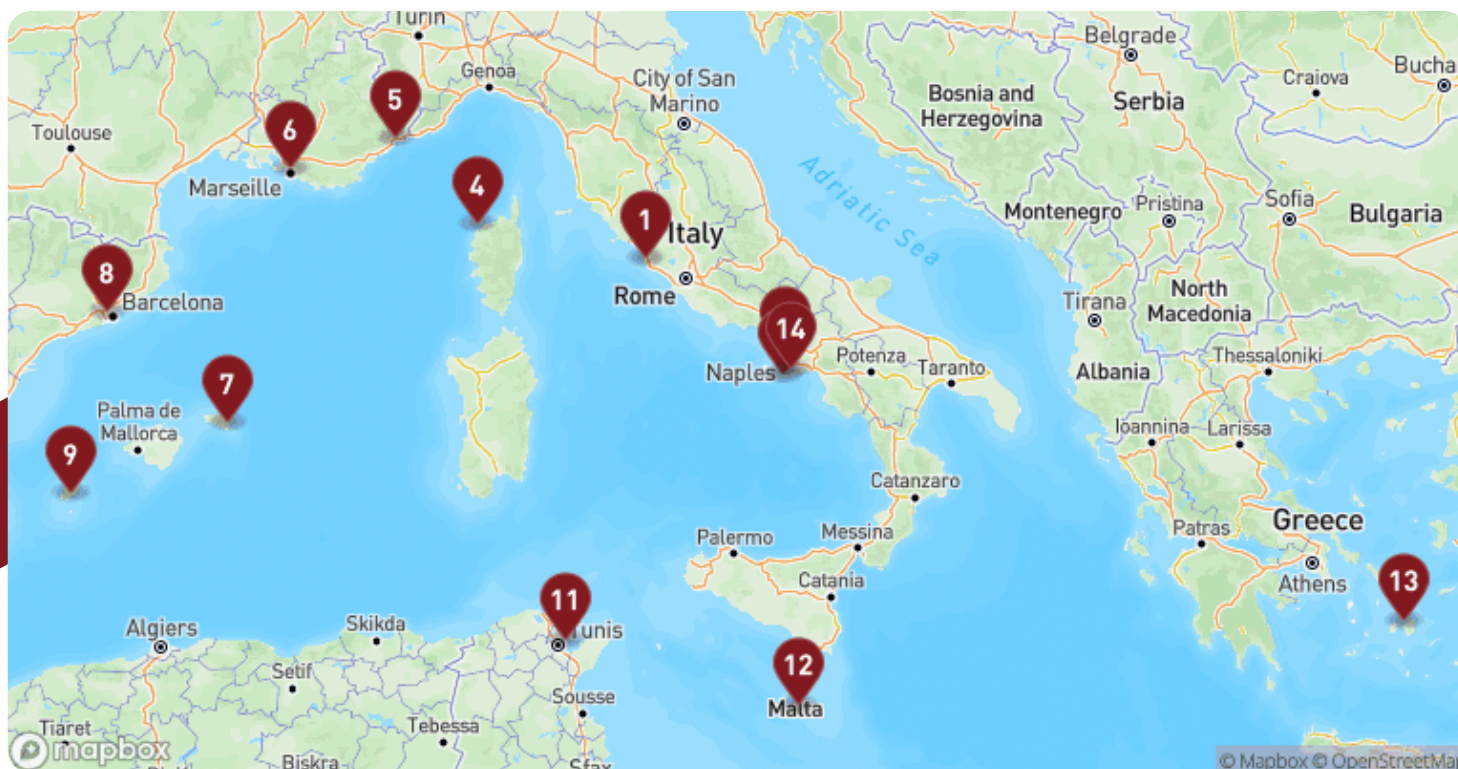 Turin
Genoa
City of San
Marino
Belgrade
Craiova
Bucha
Bosnia and
Herzegovina
Serbia
Toulouse
5
6
Marseille
4
1
Italy
Rome
Adriatic Sea
Montenegro
Pristina
Sofia
Bulgaria
8
Barcelona
Tirana
North
Macedonia
14
Naples
Potenza
Taranto
Albania
Thessaloniki
7
Palma de
Mallorca
9
Ioannina
Larissa
Catanzaro
Palermo
Messina
Catania
Patras
Greece
Athens
13
11
Tunis
Algiers
Skikda
Setif
Sousse
12
Malta
Tiaret
Tebessa
Biskra
Sfax
mapbox
© Mapbox © OpenStreetMap